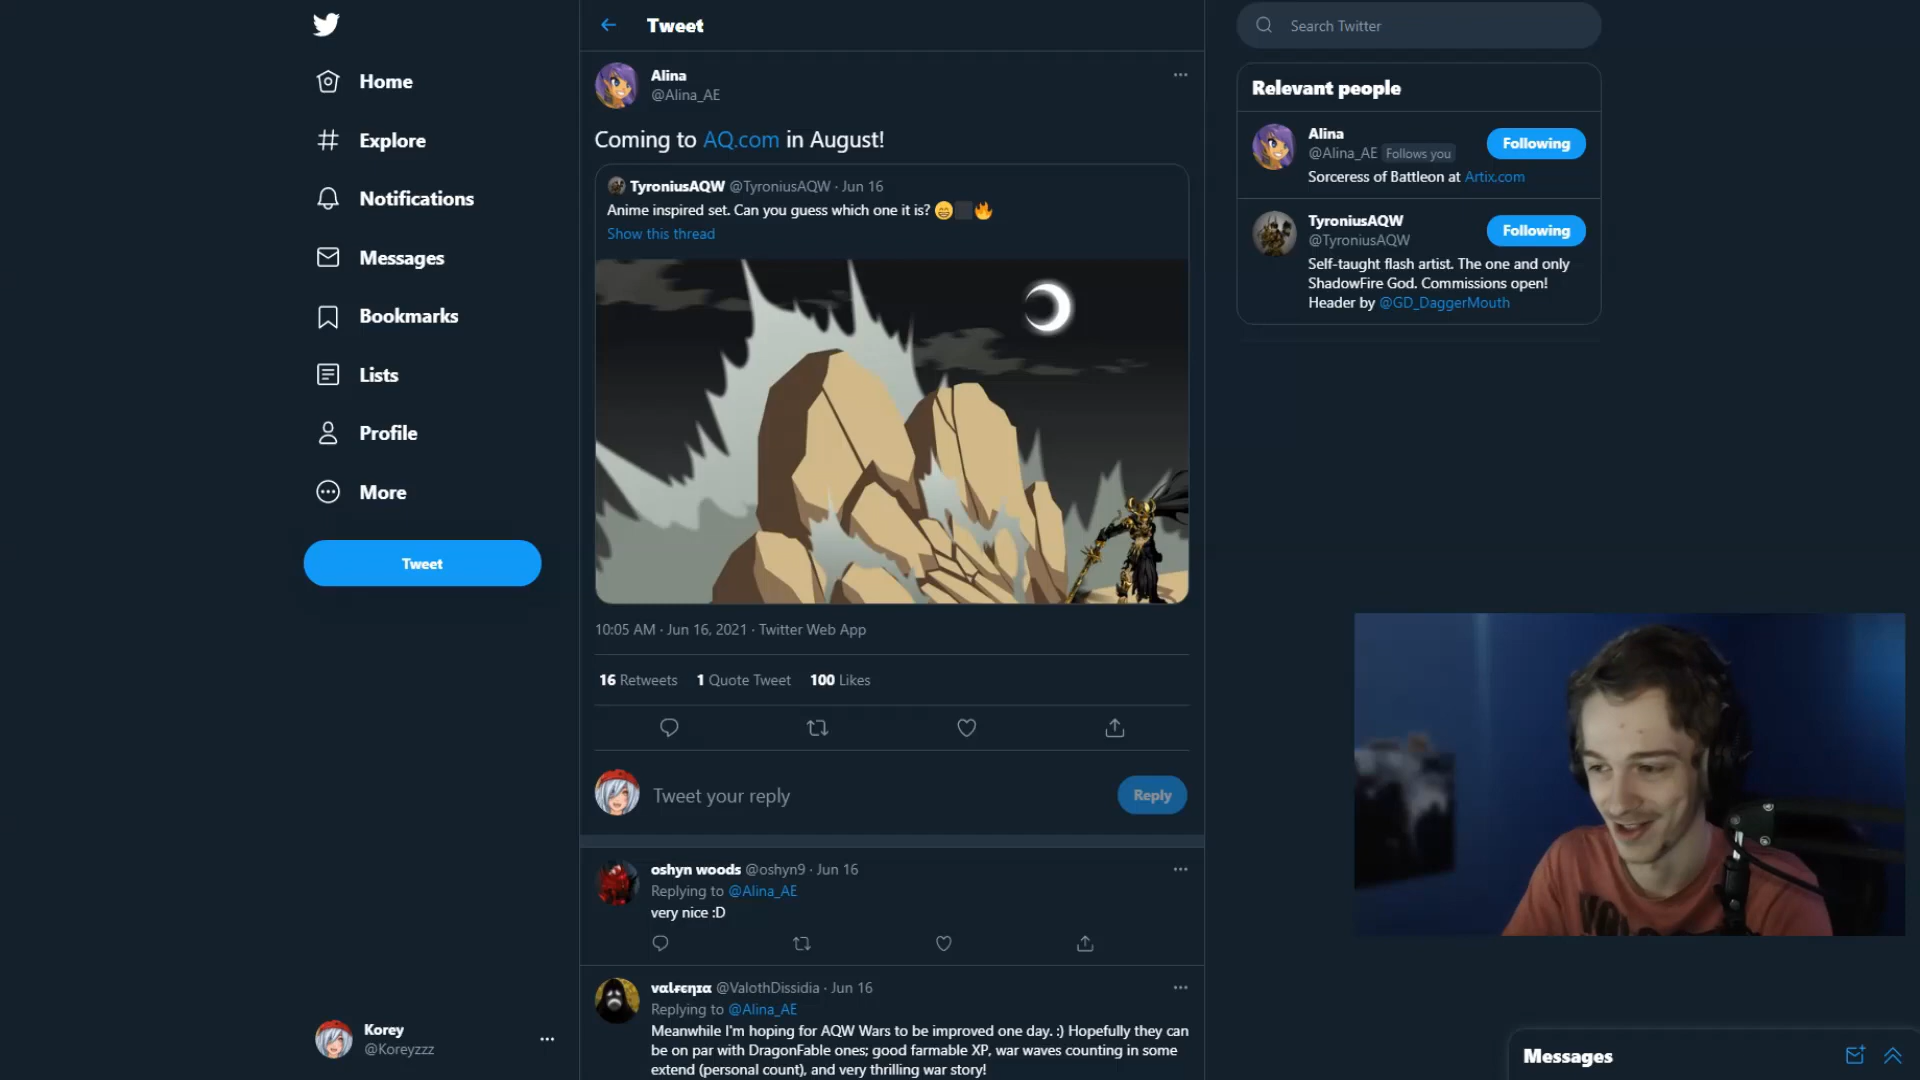 Home
Explore
Notifications
Messages
Bookmarks
Lists
Profile
More
Tweet
Korey
@Koreyzzz
Tweet
Alina
@Alina_AE
Coming to AQ.com in August!
TyroniusAQW @TyroniusAQW · Jun 16
Anime inspired set. Can you guess which one it is? 😁⬛🔥
Show this thread
10:05 AM · Jun 16, 2021 · Twitter Web App
16 Retweets 1 Quote Tweet 100 Likes
Tweet your reply
Reply
oshyn woods @oshyn9 · Jun 16
Replying to @Alina_AE
very nice :D
@ValothDissidia · Jun 16
Replying to @Alina_AE
Meanwhile I'm hoping for AQW Wars to be improved one day. :) Hopefully they can
be on par with DragonFable ones; good farmable XP, war waves counting in some
extend (personal count), and very thrilling war story!
Search Twitter
Relevant people
Alina
@Alina_AE Follows you
Following
Sorceress of Battleon at Artix.com
TyroniusAQW
@TyroniusAQW
Following
Self-taught flash artist. The one and only
ShadowFire God. Commissions open!
Header by @GD_DaggerMouth
Messages